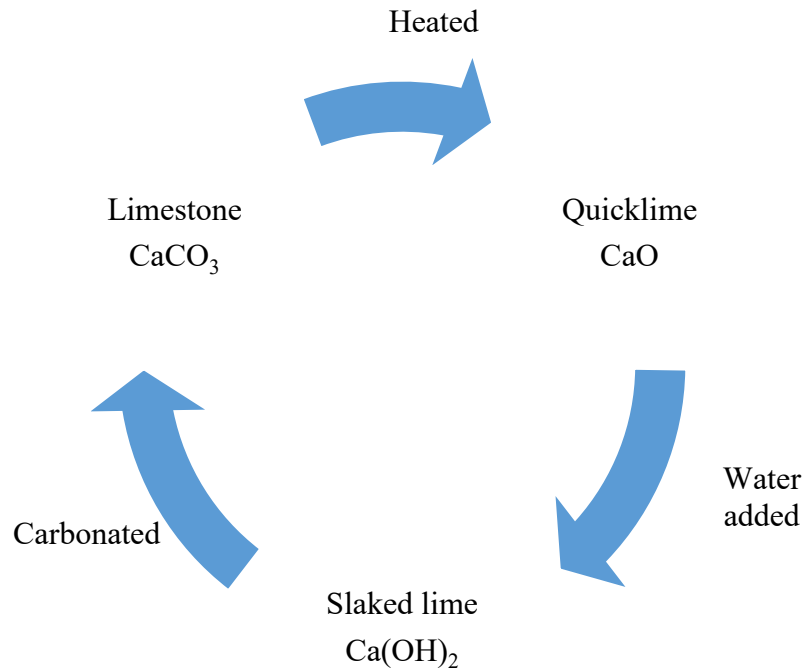 Heated
Limestone
CaCO₃
Quicklime
CaO
Water
added
Carbonated
Slaked lime
Ca(OH)₂